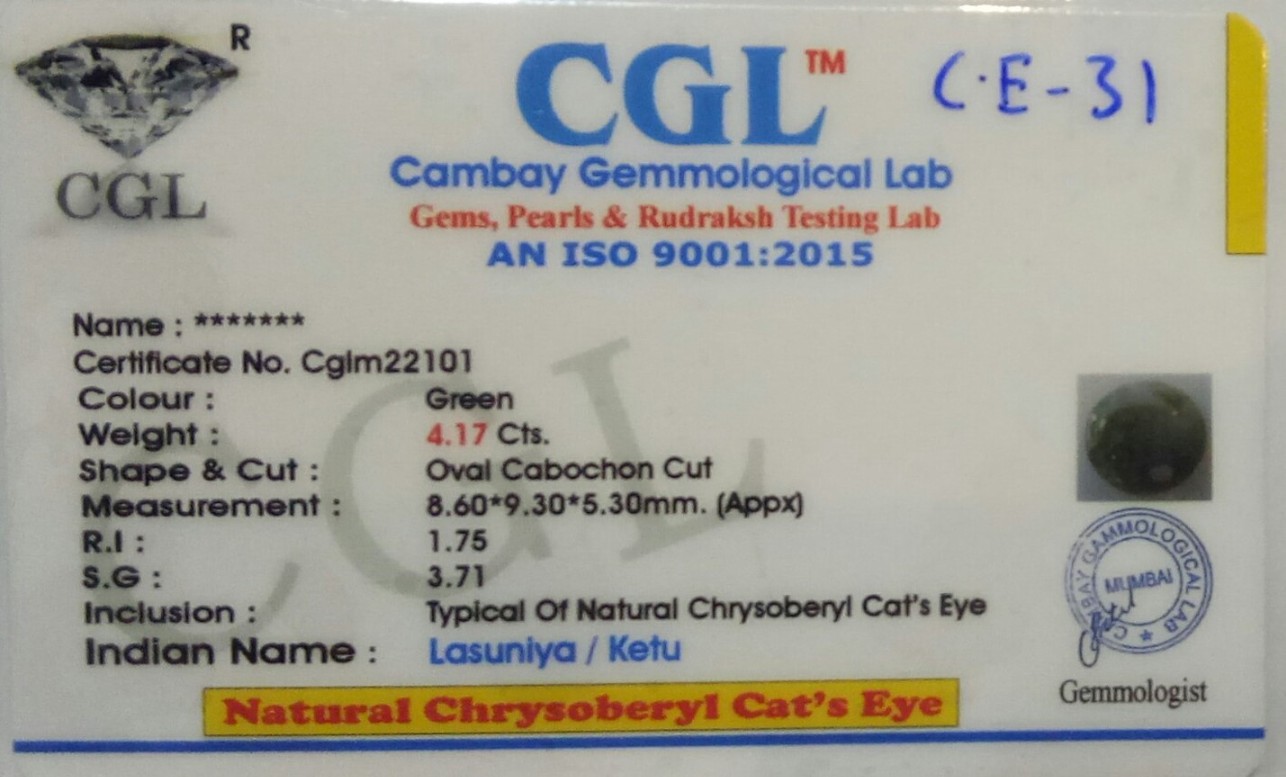 R
CGL
CGL™
C.E-31
Cambay Gemmological Lab
Gems, Pearls & Rudraksh Testing Lab
AN ISO 9001:2015
Name : *******
Certificate No. Cglm22101
Colour : Green
Weight : 4.17 Cts.
Shape & Cut : Oval Cabochon Cut
Measurement : 8.60*9.30*5.30mm. (Appx)
R.I : 1.75
S.G : 3.71
Inclusion : Typical Of Natural Chrysoberyl Cat's Eye
Indian Name : Lasuniya / Ketu
CGL
CAMBAY GAMMOLOGICAL LAB
MUMBAI
Gemmologist
Natural Chrysoberyl Cat's Eye